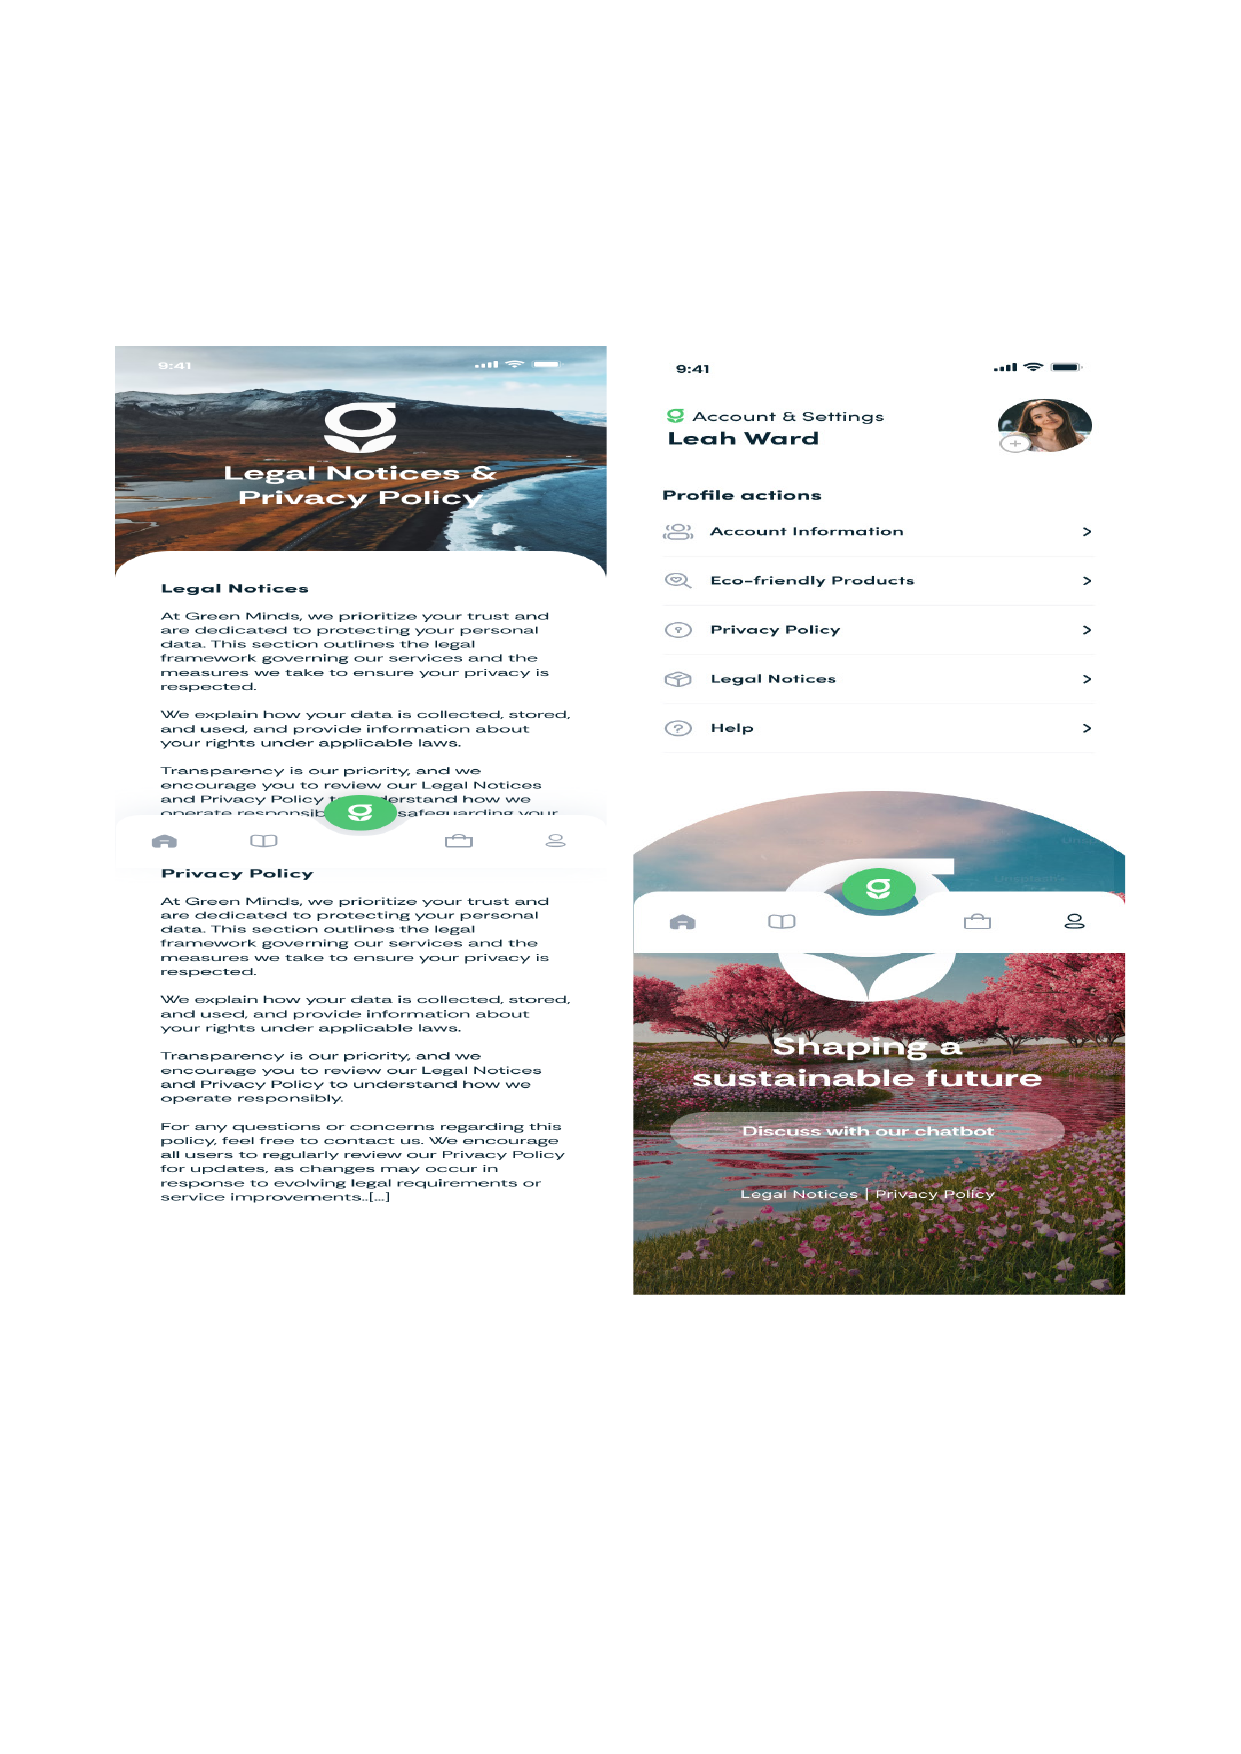 9:41
Legal Notices &
Privacy Policy
Legal Notices
At Green Minds, we prioritize your trust and
are dedicated to protecting your personal
data. This section outlines the legal
framework governing our services and the
measures we take to ensure your privacy is
respected.
We explain how your data is collected, stored,
and used, and provide information about
your rights under applicable laws.
Transparency is our priority, and we
encourage you to review our Legal Notices
and Privacy Policy t derstand how we
operate responsib safeguarding your
Privacy Policy
At Green Minds, we prioritize your trust and
are dedicated to protecting your personal
data. This section outlines the legal
framework governing our services and the
measures we take to ensure your privacy is
respected.
We explain how your data is collected, stored,
and used, and provide information about
your rights under applicable laws.
Transparency is our priority, and we
encourage you to review our Legal Notices
and Privacy Policy to understand how we
operate responsibly.
For any questions or concerns regarding this
policy, feel free to contact us. We encourage
all users to regularly review our Privacy Policy
for updates, as changes may occur in
response to evolving legal requirements or
service improvements..[...]
9:41
Account & Settings
Leah Ward
Profile actions
Account Information
Eco-friendly Products
Privacy Policy
Legal Notices
Help
Shaping a
sustainable future
Discuss with our chatbot
Legal Notices | Privacy Policy